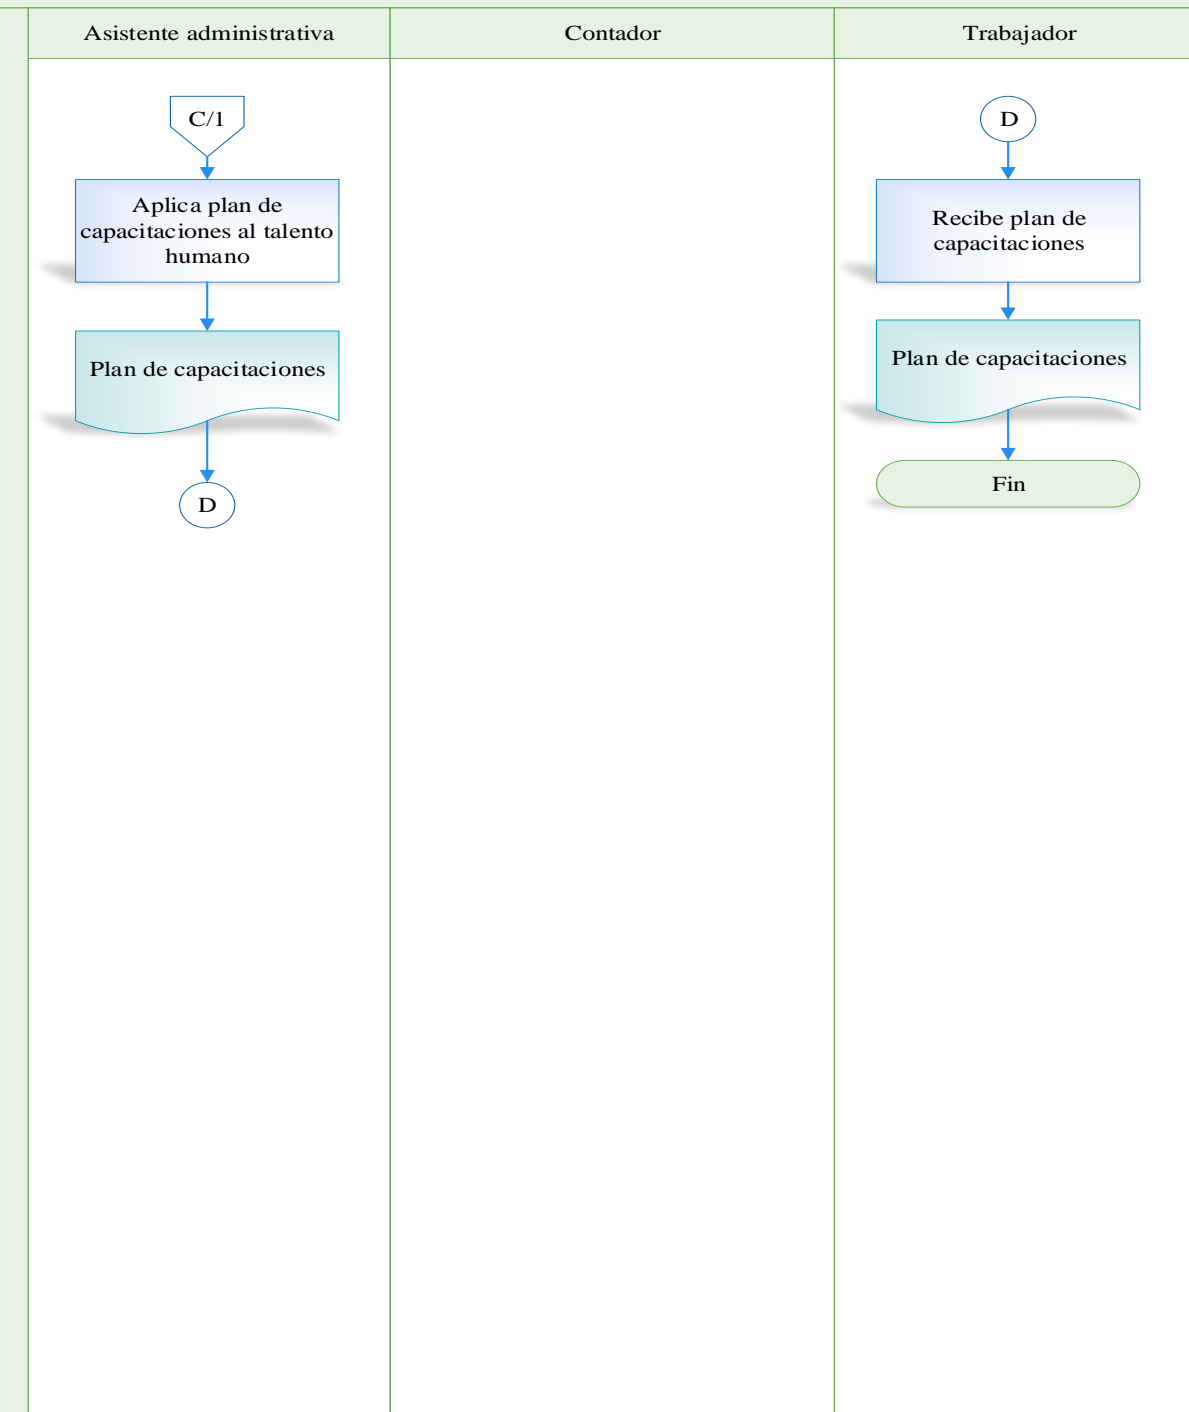 Asistente administrativa
Contador
Trabajador
C/1
Aplica plan de
capacitaciones al talento
humano
Plan de capacitaciones
D
D
Recibe plan de
capacitaciones
Plan de capacitaciones
Fin